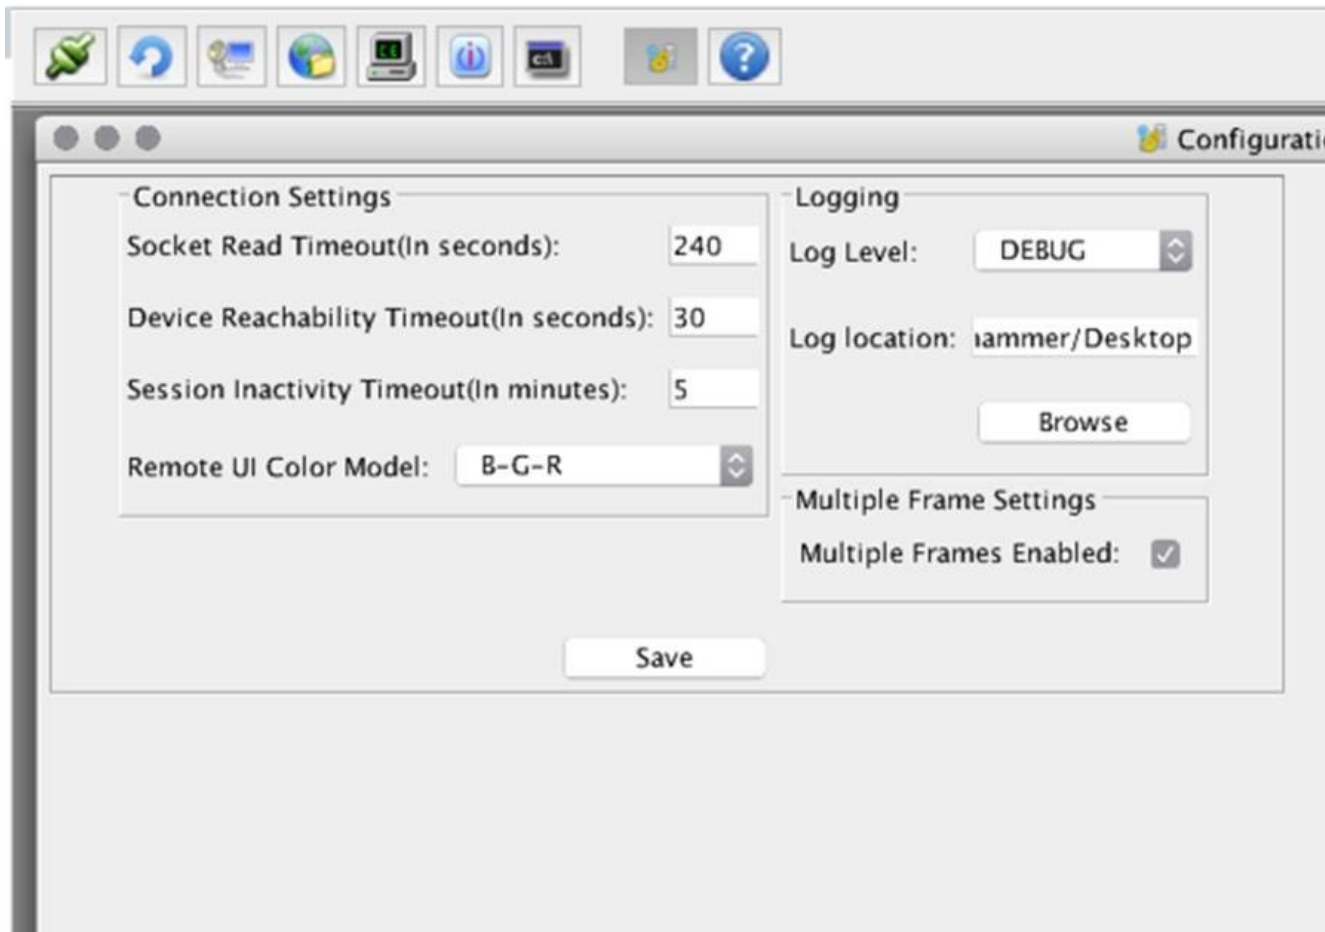 CE
C:\
Configurati
Connection Settings
Socket Read Timeout(In seconds): 240
Device Reachability Timeout(In seconds): 30
Session Inactivity Timeout(In minutes): 5
Remote UI Color Model: B-G-R
Logging
Log Level: DEBUG
Log location: hammer/Desktop
Browse
Multiple Frame Settings
Multiple Frames Enabled:
Save